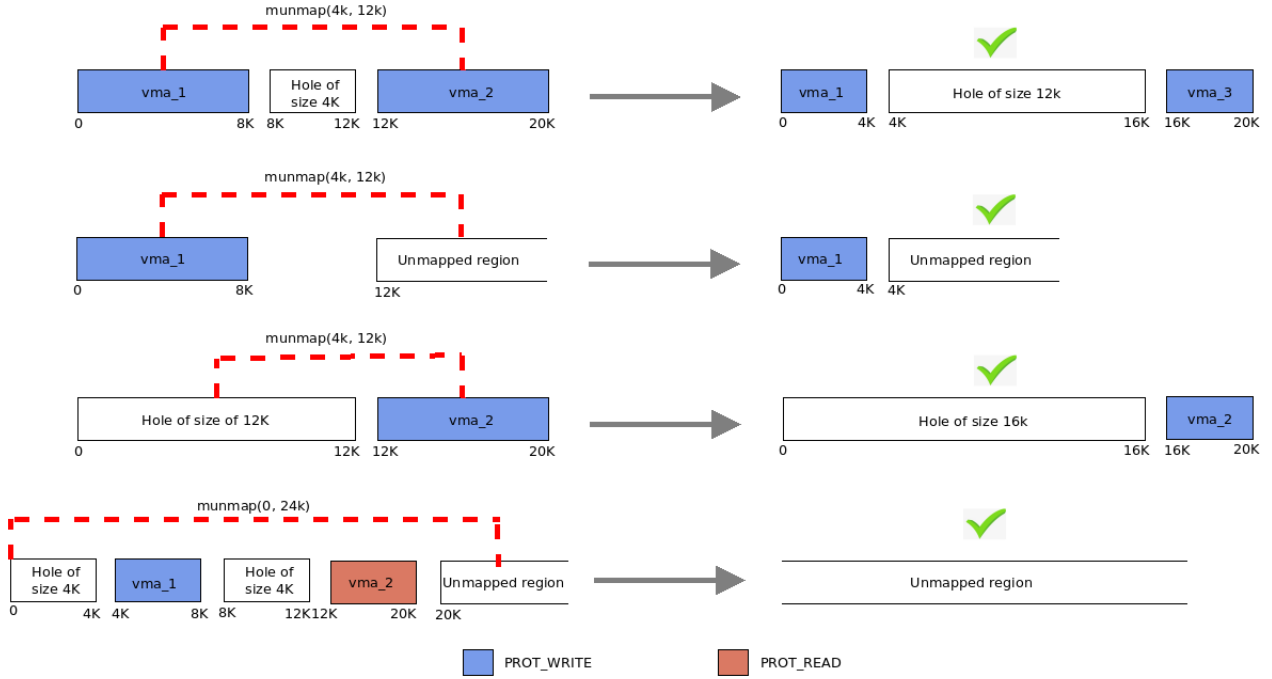 munmap(4k, 12k)
vma_1
Hole of
size 4K
vma_2
vma_1
Hole of size 12k
vma_3
0
8K
8K
12K
12K
20K
0
4K
4K
16K
16K
20K
munmap(4k, 12k)
vma_1
Unmapped region
vma_1
Unmapped region
0
8K
12K
0
4K
4K
munmap(4k, 12k)
Hole of size of 12K
vma_2
Hole of size 16k
vma_2
0
12K
12K
20K
0
16K
16K
20K
munmap(0, 24k)
Hole of
size 4K
vma_1
Hole of
size 4K
vma_2
Unmapped region
Unmapped region
0
4K
4K
8K
8K
12K
12K
20K
20K
PROT_WRITE
PROT_READ